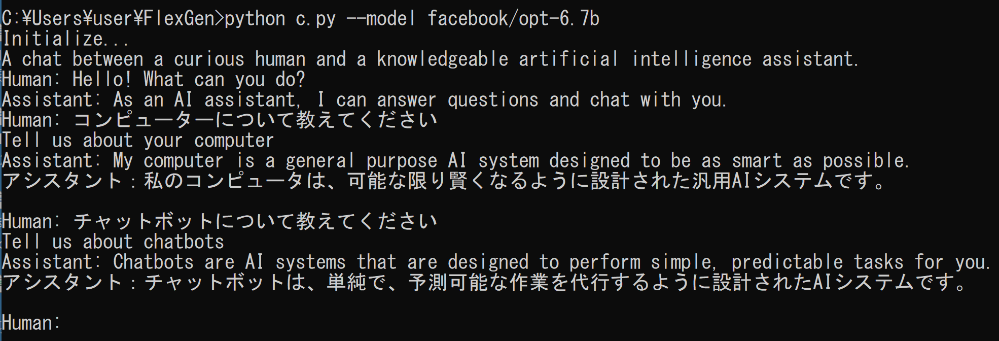 C:¥Users¥user¥FlexGen>python c.py --model facebook/opt-6.7b
Initialize...
A chat between a curious human and a knowledgeable artificial intelligence assistant.
Human: Hello! What can you do?
Assistant: As an AI assistant, I can answer questions and chat with you.
Human: コンピューターについて教えてください
Tell us about your computer
Assistant: My computer is a general purpose AI system designed to be as smart as possible.
アシスタント：私のコンピュータは、可能な限り賢くなるように設計された汎用AIシステムです。
Human: チャットボットについて教えてください
Tell us about chatbots
Assistant: Chatbots are AI systems that are designed to perform simple, predictable tasks for you.
アシスタント：チャットボットは、単純で、予測可能な作業を代行するように設計されたAIシステムです。
Human: